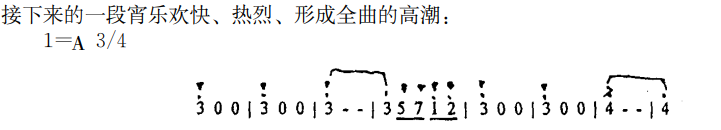 接下来的一段宵乐欢快、热烈、形成全曲的高潮：
1=A 3/4
3 0 0 | 3 0 0 | 3 - - | 3 5 7 1 2 | 3 0 0 | 3 0 0 | 4 - - | 4